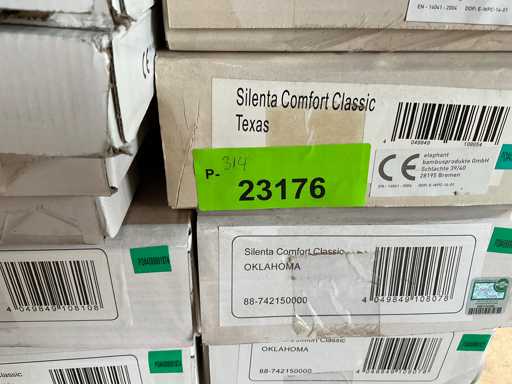 EN - 14041 - 2004 DOP: E-WPC-14-01
Silenta Comfort Classic
Texas
4 049849 108054
elephant
bambusprodukte GmbH
Schlachte 39/40
28195 Bremen
CE
EN - 14041 - 2004 DOP: E-WPC-14-01
P- 314
23176
Silenta Comfort Classic
OKLAHOMA
88-742150000
4 049849 108078
4 049849 108108
OKLAHOMA
88-742150000
Classic